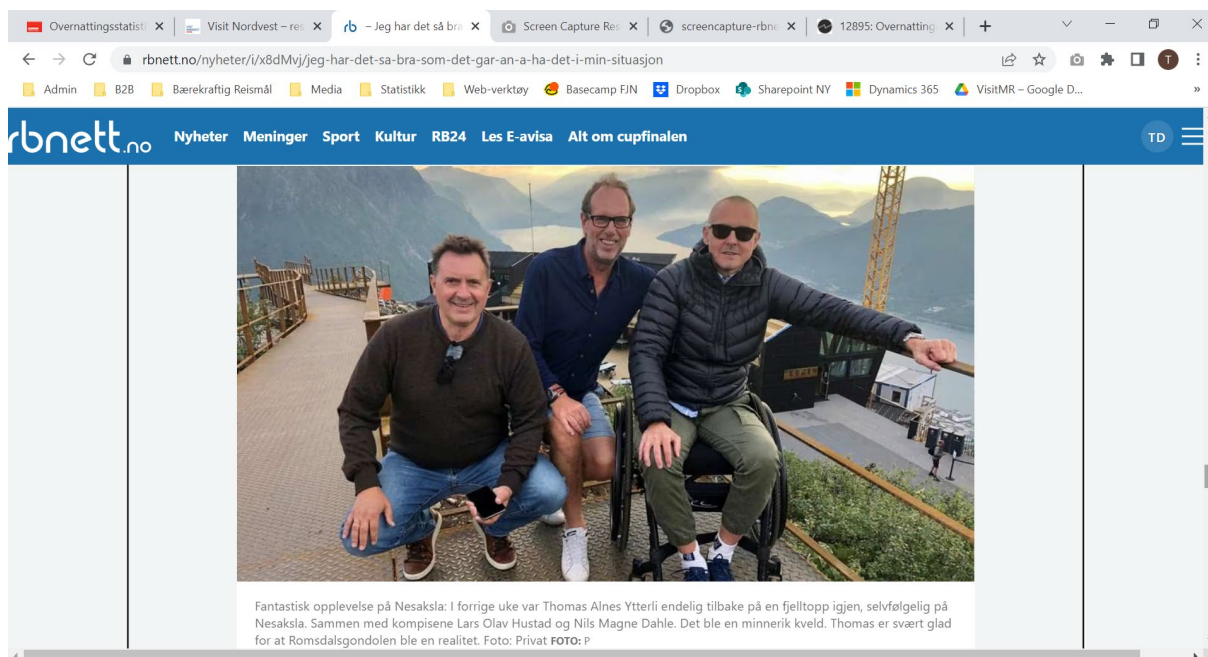 Overnattingsstatisti
Visit Nordvest – res
rb – Jeg har det så bra
Screen Capture Res
screencapture-rbne
12895: Overnatting
rbnett.no/nyheter/i/x8dMvj/jeg-har-det-sa-bra-som-det-gar-an-a-ha-det-i-min-situasjon
T
Admin B2B Bærekraftig Reismål Media Statistikk Web-verktøy Basecamp FJN Dropbox Sharepoint NY Dynamics 365 VisitMR – Google D... »
rbnett.no Nyheter Meninger Sport Kultur RB24 Les E-avisa Alt om cupfinalen TD
Fantastisk opplevelse på Nesaksla: I forrige uke var Thomas Alnes Ytterli endelig tilbake på en fjelltopp igjen, selvfølgelig på
Nesaksla. Sammen med kompisene Lars Olav Hustad og Nils Magne Dahle. Det ble en minnerik kveld. Thomas er svært glad
for at Romsdalsgondolen ble en realitet. Foto: Privat FOTO: P